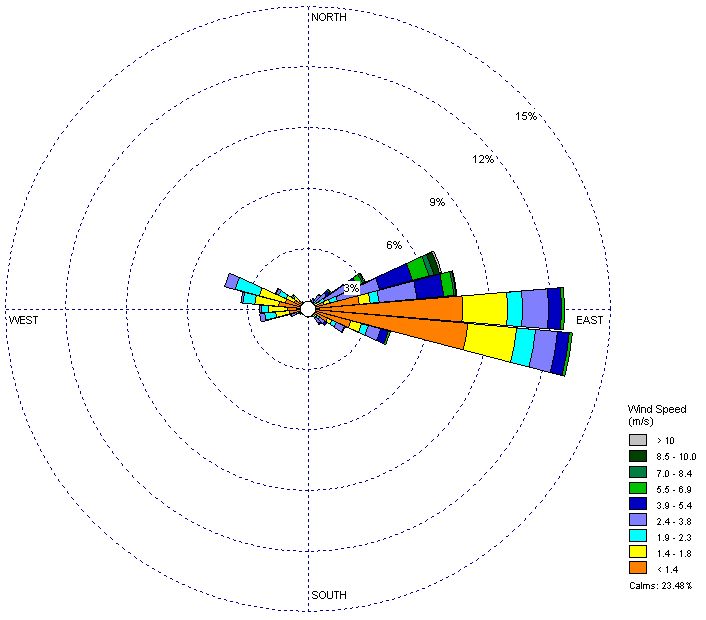 NORTH
15%
12%
9%
6%
3%
WEST
EAST
Wind Speed
(m/s)
> 10
8.5 - 10.0
7.0 - 8.4
5.5 - 6.9
3.9 - 5.4
2.4 - 3.8
1.9 - 2.3
1.4 - 1.8
< 1.4
Calms: 23.48%
SOUTH